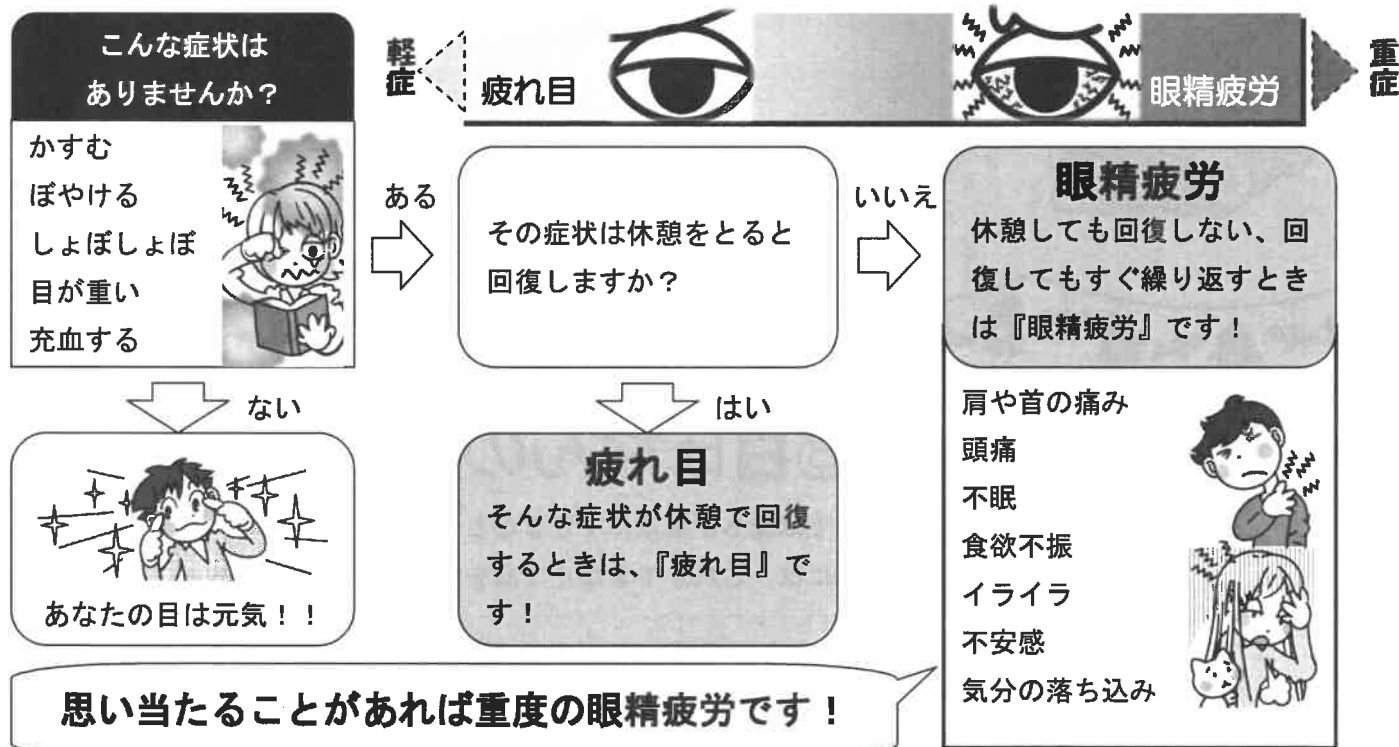 こんな症状は
ありませんか？
かすむ
ぼやける
しょぼしょぼ
目が重い
充血する
軽症
疲れ目
眼精疲労
重症
ある
その症状は休憩をとると
回復しますか？
いいえ
眼精疲労
休憩しても回復しない、回
復してもすぐ繰り返すとき
は『眼精疲労』です！
ない
はい
あなたの目は元気！！
疲れ目
そんな症状が休憩で回復
するときは、『疲れ目』で
す！
肩や首の痛み
頭痛
不眠
食欲不振
イライラ
不安感
気分の落ち込み
思い当たることがあれば重度の眼精疲労です！